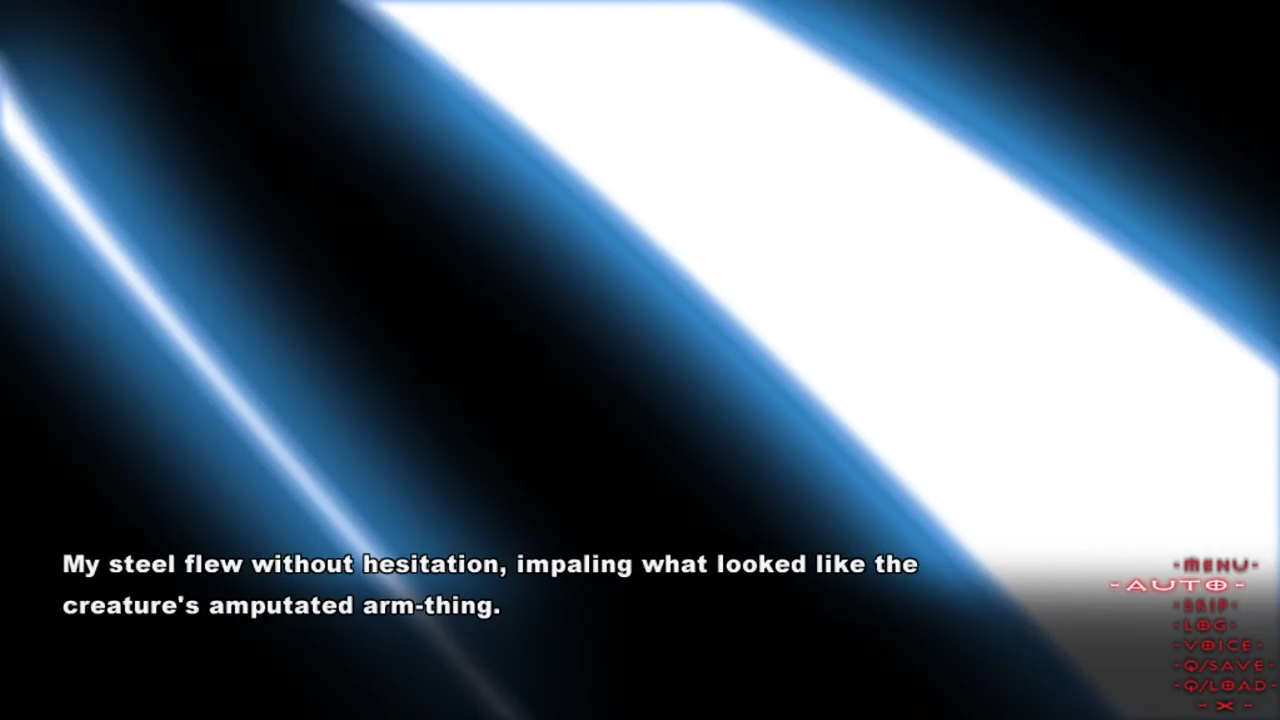 My steel flew without hesitation, impaling what looked like the
creature's amputated arm-thing.
-MENU-
-AUTO-
-SKIP-
-LOG-
-VOICE-
-Q/SAVE-
-Q/LOAD-
-X-